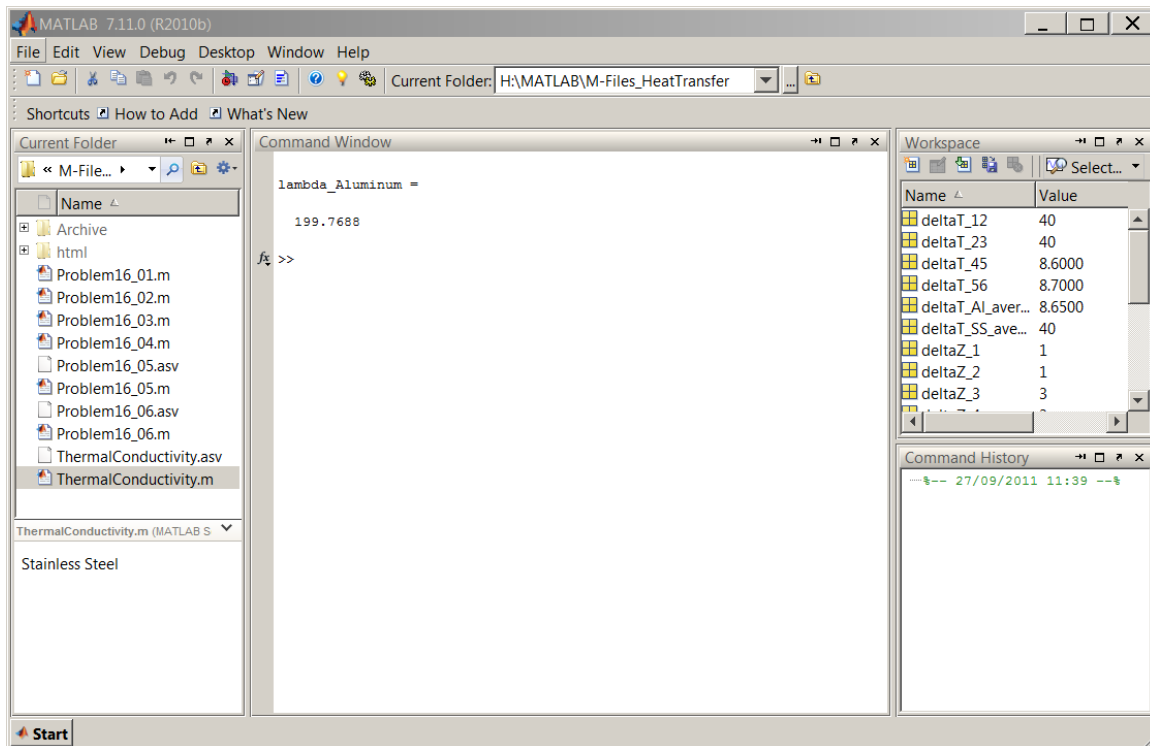 MATLAB 7.11.0 (R2010b)
File Edit View Debug Desktop Window Help
Current Folder: H:\MATLAB\M-Files_HeatTransfer ...
Shortcuts How to Add What's New
Current Folder
« M-File...
Name
Archive
html
Problem16_01.m
Problem16_02.m
Problem16_03.m
Problem16_04.m
Problem16_05.asv
Problem16_05.m
Problem16_06.asv
Problem16_06.m
ThermalConductivity.asv
ThermalConductivity.m
ThermalConductivity.m (MATLAB S
Stainless Steel
Command Window
lambda_Aluminum =
199.7688
fx >>
Workspace
Select...
Name Value
deltaT_12 40
deltaT_23 40
deltaT_45 8.6000
deltaT_56 8.7000
deltaT_Al_aver... 8.6500
deltaT_SS_ave... 40
deltaZ_1 1
deltaZ_2 1
deltaZ_3 3
Command History
%-- 27/09/2011 11:39 --%
Start